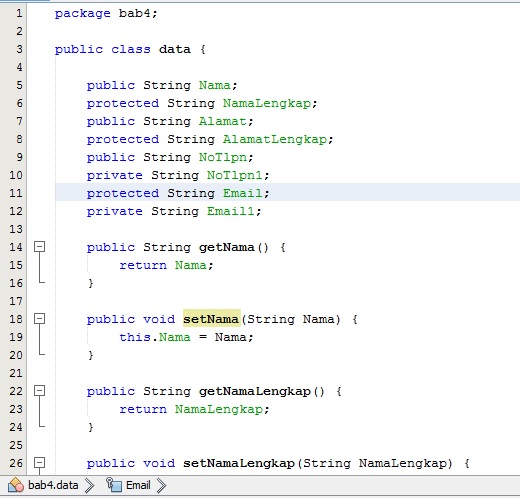 1 package bab4;
2
3 public class data {
4
5 public String Nama;
6 protected String NamaLengkap;
7 public String Alamat;
8 protected String AlamatLengkap;
9 public String NoTlpn;
10 private String NoTlpn1;
11 protected String Email;
12 private String Email1;
13
14 public String getNama() {
15 return Nama;
16 }
17
18 public void setNama(String Nama) {
19 this.Nama = Nama;
20 }
21
22 public String getNamaLengkap() {
23 return NamaLengkap;
24 }
25
26 public void setNamaLengkap(String NamaLengkap) {
bab4.data Email